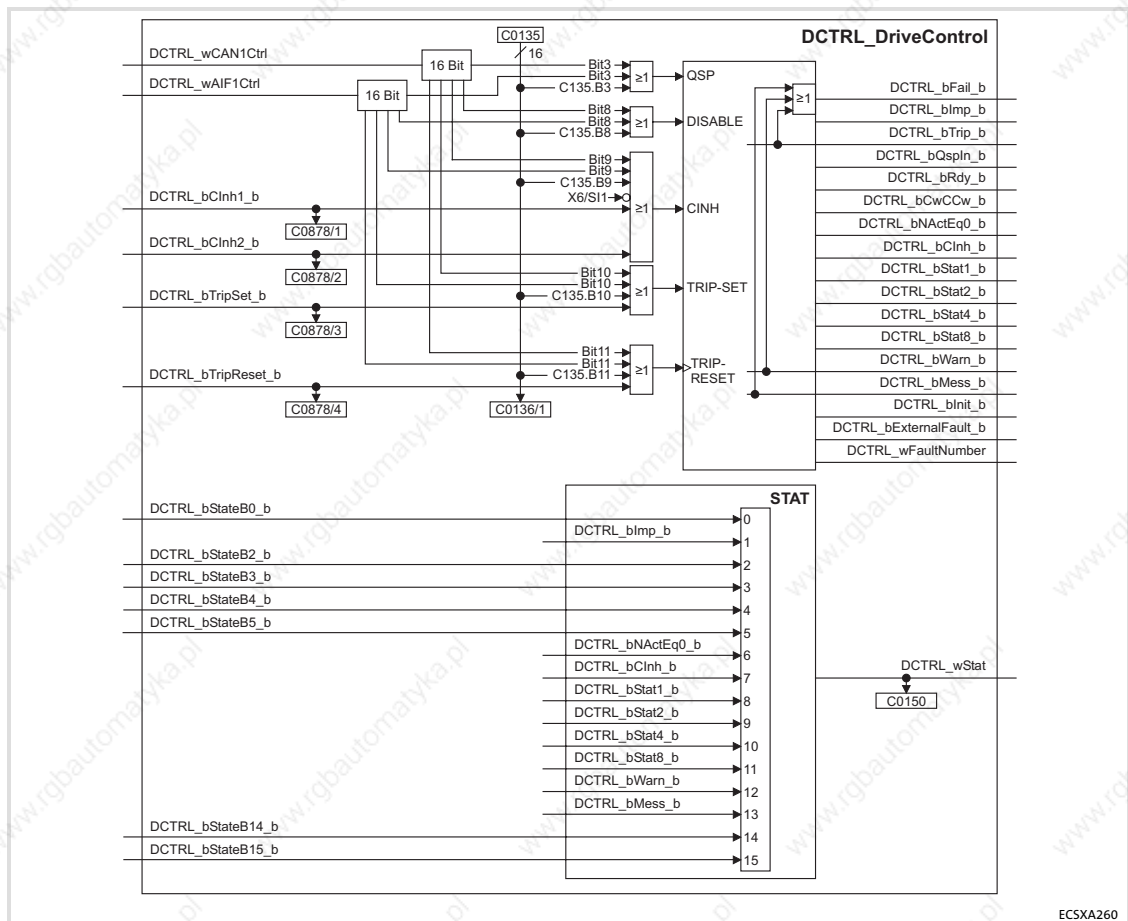 DCTRL_DriveControl
C0135
16
DCTRL_wCAN1Ctrl
16 Bit
DCTRL_wAIF1Ctrl
16 Bit
Bit3
Bit3
C135.B3
≥1
QSP
Bit8
Bit8
C135.B8
≥1
DISABLE
Bit9
Bit9
C135.B9
X6/SI1
≥1
CINH
DCTRL_bCInh1_b
C0878/1
DCTRL_bCInh2_b
C0878/2
Bit10
Bit10
C135.B10
≥1
TRIP-SET
DCTRL_bTripSet_b
C0878/3
Bit11
Bit11
C135.B11
≥1
TRIP-
RESET
DCTRL_bTripReset_b
C0878/4
C0136/1
≥1
DCTRL_bFail_b
DCTRL_bImp_b
DCTRL_bTrip_b
DCTRL_bQspIn_b
DCTRL_bRdy_b
DCTRL_bCwCCw_b
DCTRL_bNActEq0_b
DCTRL_bCInh_b
DCTRL_bStat1_b
DCTRL_bStat2_b
DCTRL_bStat4_b
DCTRL_bStat8_b
DCTRL_bWarn_b
DCTRL_bMess_b
DCTRL_bInit_b
DCTRL_bExternalFault_b
DCTRL_wFaultNumber
STAT
DCTRL_bStateB0_b
0
DCTRL_bImp_b
1
DCTRL_bStateB2_b
2
DCTRL_bStateB3_b
3
DCTRL_bStateB4_b
4
DCTRL_bStateB5_b
5
DCTRL_bNActEq0_b
6
DCTRL_bCInh_b
7
DCTRL_bStat1_b
8
DCTRL_bStat2_b
9
DCTRL_bStat4_b
10
DCTRL_bStat8_b
11
DCTRL_bWarn_b
12
DCTRL_bMess_b
13
DCTRL_bStateB14_b
14
DCTRL_bStateB15_b
15
DCTRL_wStat
C0150
ECSXA260
www.rgbautomatyka.pl